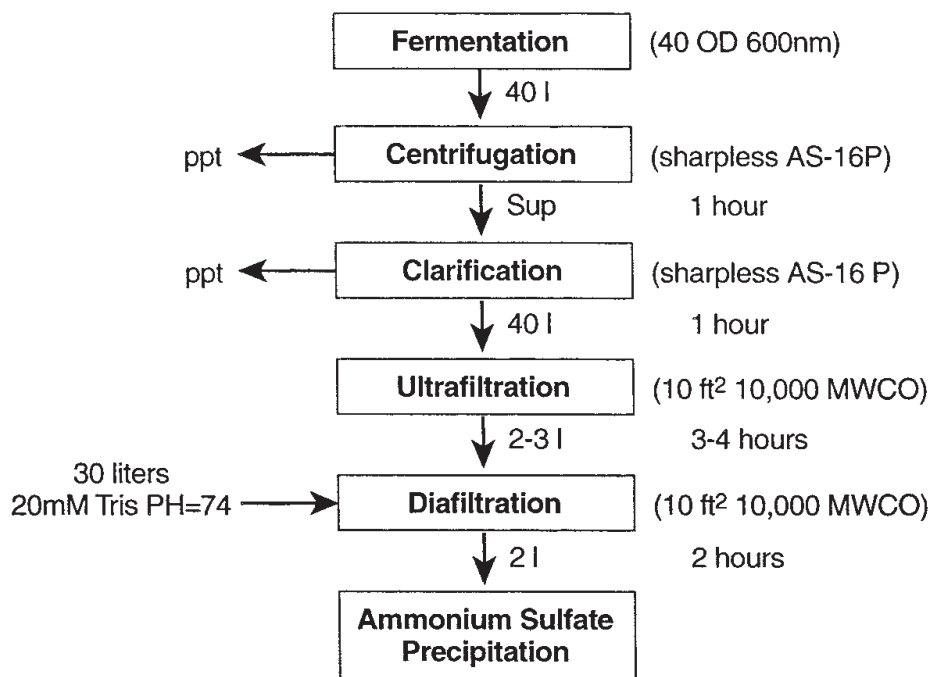 Fermentation (40 OD 600nm)
40 l
ppt Centrifugation (sharpless AS-16P)
Sup 1 hour
ppt Clarification (sharpless AS-16 P)
40 l 1 hour
Ultrafiltration (10 ft² 10,000 MWCO)
2-3 l 3-4 hours
30 liters
20mM Tris PH=74 Diafiltration (10 ft² 10,000 MWCO)
2 l 2 hours
Ammonium Sulfate
Precipitation